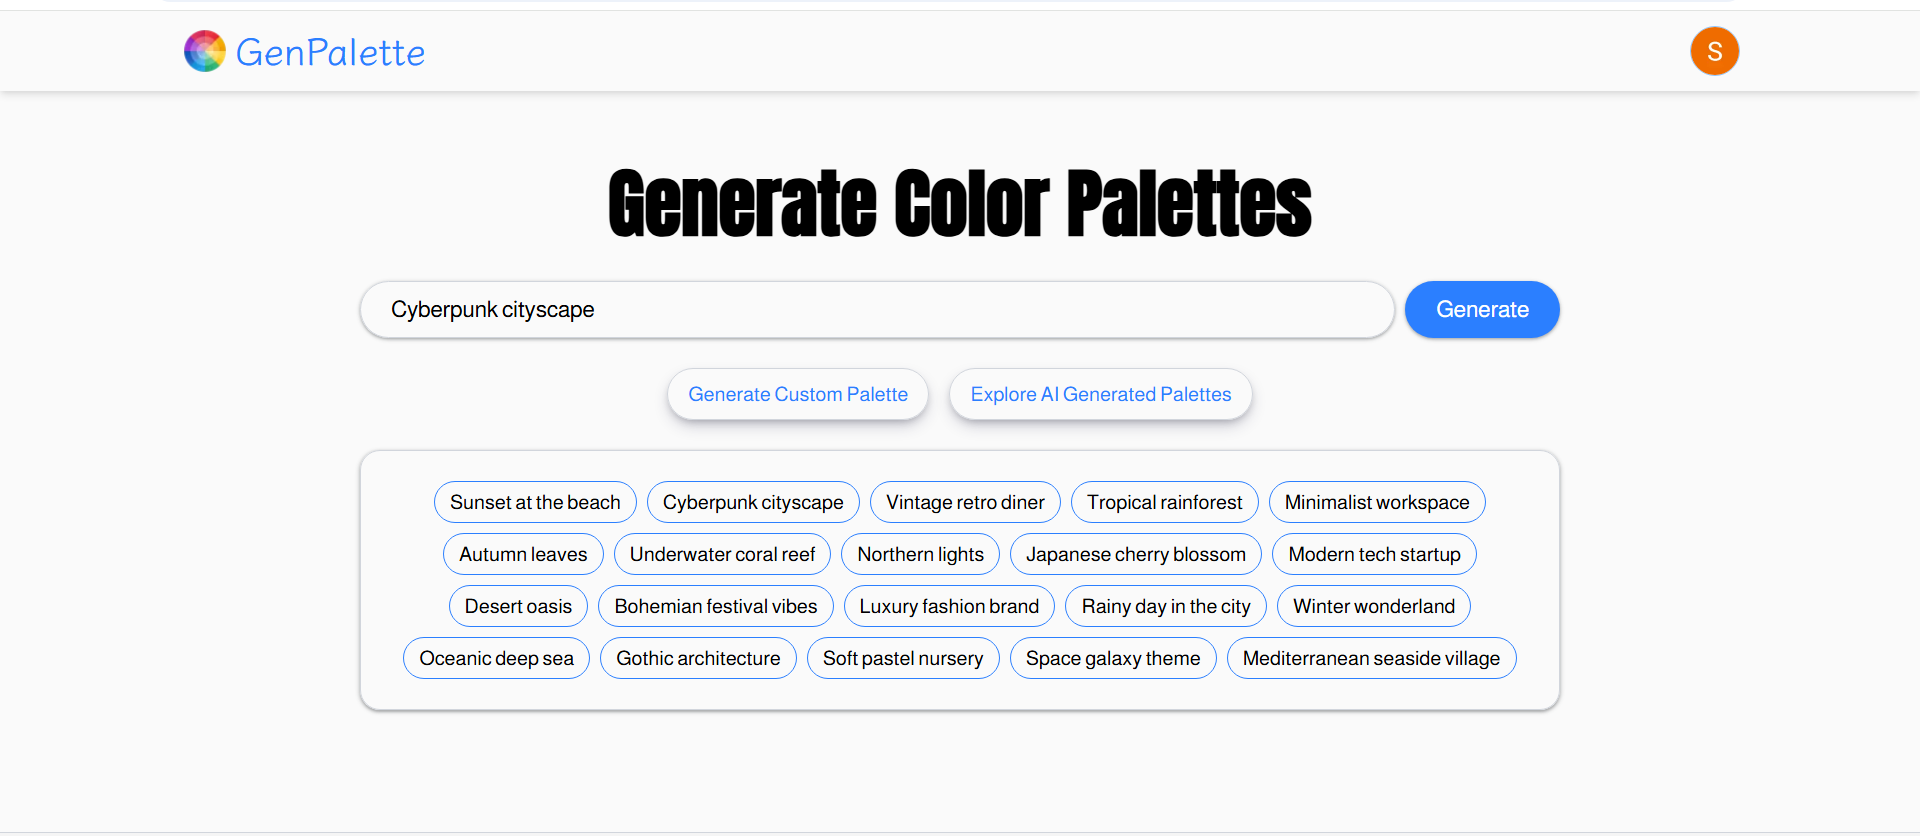 GenPalette
S
Generate Color Palettes
Cyberpunk cityscape
Generate
Generate Custom Palette
Explore AI Generated Palettes
Sunset at the beach
Cyberpunk cityscape
Vintage retro diner
Tropical rainforest
Minimalist workspace
Autumn leaves
Underwater coral reef
Northern lights
Japanese cherry blossom
Modern tech startup
Desert oasis
Bohemian festival vibes
Luxury fashion brand
Rainy day in the city
Winter wonderland
Oceanic deep sea
Gothic architecture
Soft pastel nursery
Space galaxy theme
Mediterranean seaside village